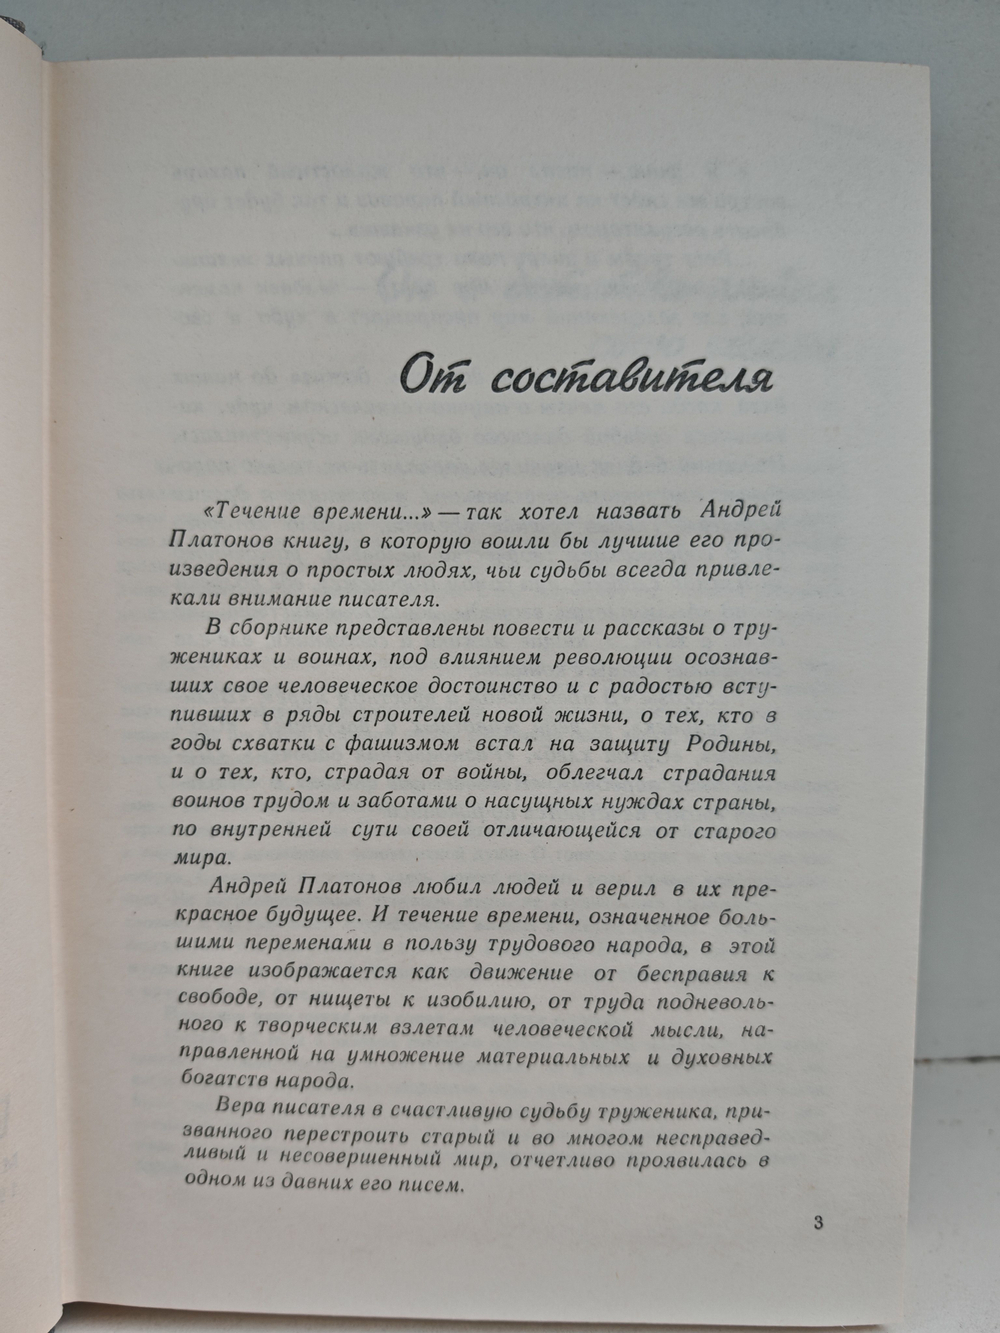 От составителя
«Течение времени...» — так хотел назвать Андрей
Платонов книгу, в которую вошли бы лучшие его про-
изведения о простых людях, чьи судьбы всегда привле-
кали внимание писателя.
В сборнике представлены повести и рассказы о тру-
жениках и воинах, под влиянием революции осознав-
ших свое человеческое достоинство и с радостью всту-
пивших в ряды строителей новой жизни, о тех, кто в
годы схватки с фашизмом встал на защиту Родины,
и о тех, кто, страдая от войны, облегчал страдания
воинов трудом и заботами о насущных нуждах страны,
по внутренней сути своей отличающейся от старого
мира.
Андрей Платонов любил людей и верил в их пре-
красное будущее. И течение времени, означенное боль-
шими переменами в пользу трудового народа, в этой
книге изображается как движение от бесправия к
свободе, от нищеты к изобилию, от труда подневоль-
ного к творческим взлетам человеческой мысли, на-
правленной на умножение материальных и духовных
богатств народа.
Вера писателя в счастливую судьбу труженика, при-
званного перестроить старый и во многом несправед-
ливый и несовершенный мир, отчетливо проявилась в
одном из давних его писем.
3